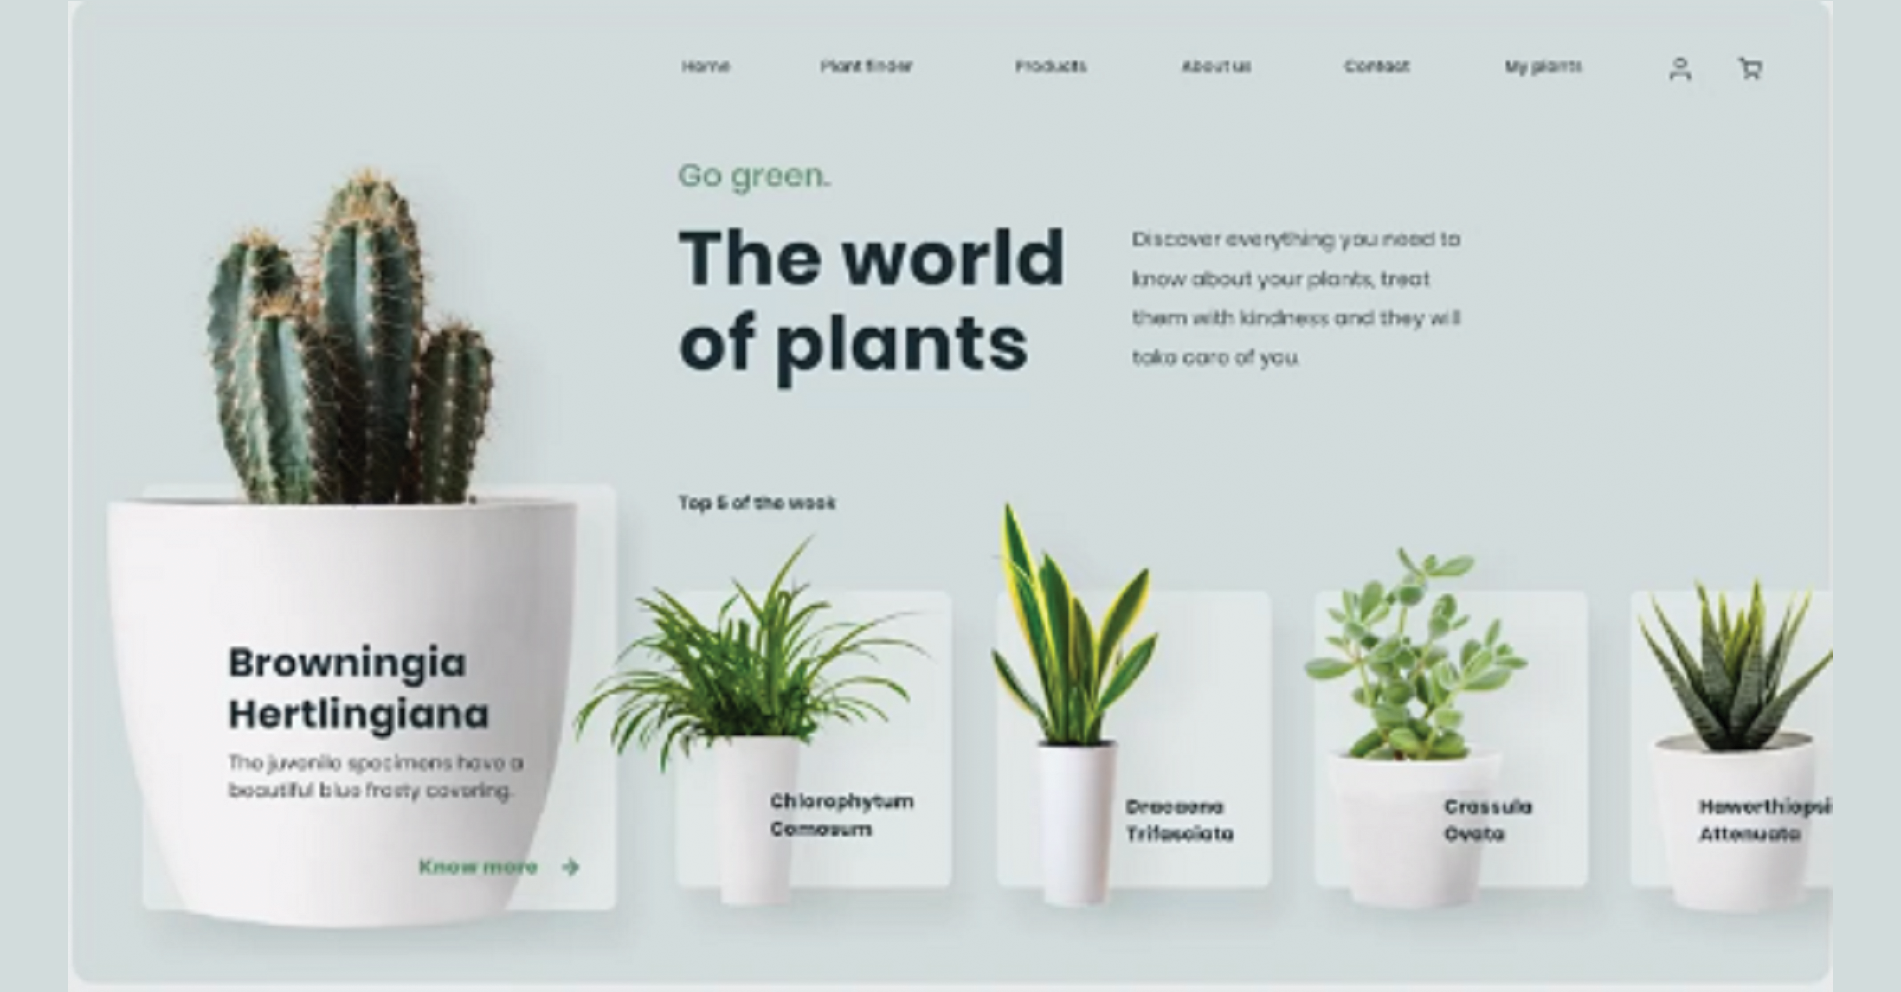 Home Plant finder Products About us Contact My plants
Go green.
The world
of plants
Discover everything you need to
know about your plants, treat
them with kindness and they will
take care of you.
Top 5 of the week
Browningia
Hertlingiana
The juvenile specimens have a
beautiful blue frosty covering.
Know more
Chlorophytum
Comosum
Dracaena
Trifasciata
Crassula
Ovata
Haworthiopsi
Attenuata